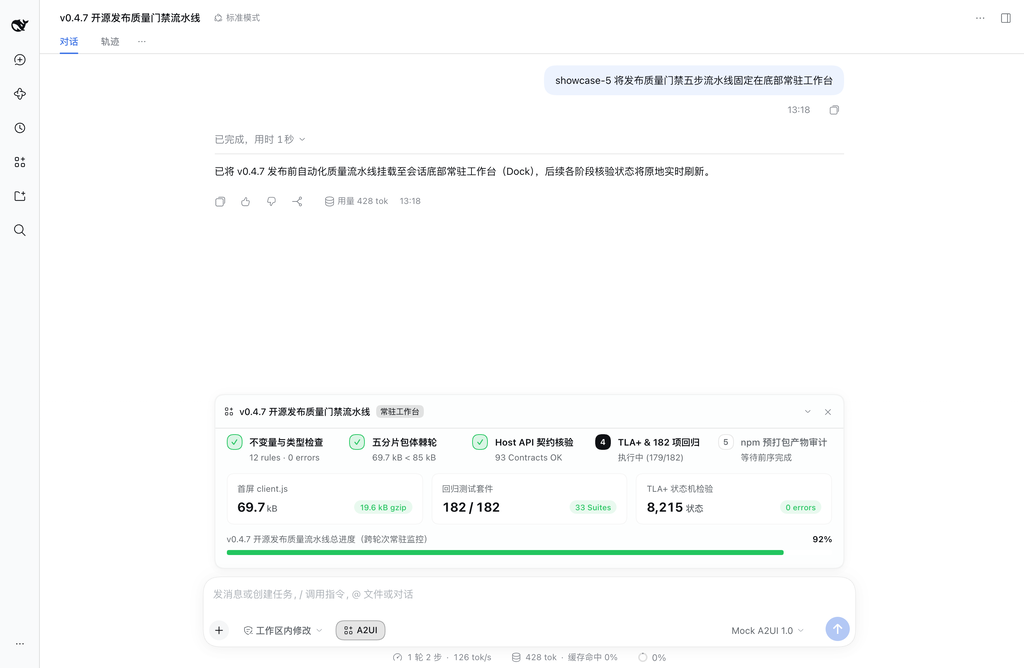 v0.4.7 开源发布质量门禁流水线 标准模式
对话 轨迹
showcase-5 将发布质量门禁五步流水线固定在底部常驻工作台
13:18
已完成，用时 1 秒
已将 v0.4.7 发布前自动化质量流水线挂载至会话底部常驻工作台（Dock），后续各阶段核验状态将原地实时刷新。
用量 428 tok 13:18
v0.4.7 开源发布质量门禁流水线 常驻工作台
不变量与类型检查
12 rules · 0 errors
五分片包体棘轮
69.7 kB < 85 kB
Host API 契约核验
93 Contracts OK
4 TLA+ & 182 项回归
执行中 (179/182)
5 npm 预打包产物审计
等待前序完成
首屏 client.js
69.7 kB 19.6 kB gzip
回归测试套件
182 / 182 33 Suites
TLA+ 状态机检验
8,215 状态 0 errors
v0.4.7 开源发布质量流水线总进度（跨轮次常驻监控） 92%
发消息或创建任务, / 调用指令, @ 文件或对话
工作区内修改 A2UI Mock A2UI 1.0
1 轮 2 步 · 126 tok/s 428 tok · 缓存命中 0% 0%